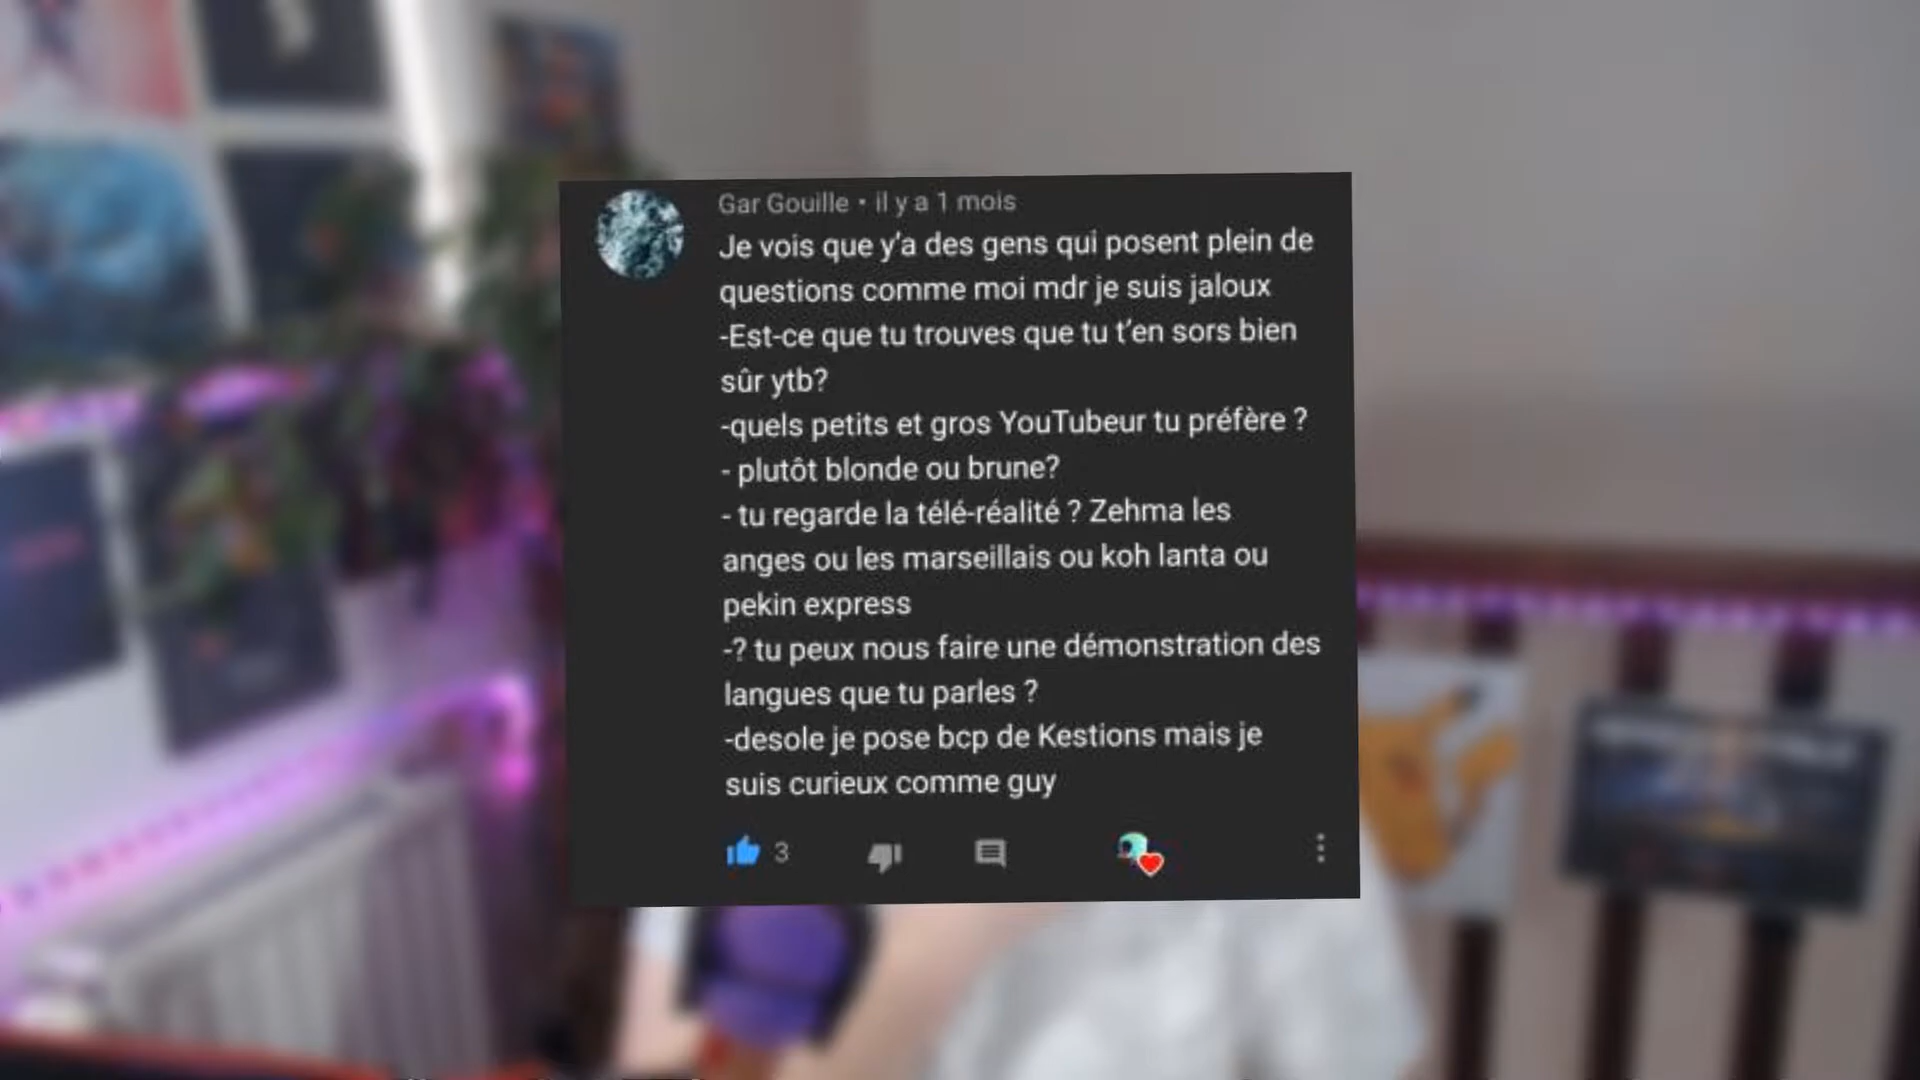 Gar Gouille • il y a 1 mois
Je vois que y'a des gens qui posent plein de
questions comme moi mdr je suis jaloux
-Est-ce que tu trouves que tu t'en sors bien
sûr ytb?
-quels petits et gros YouTubeur tu préfère ?
- plutôt blonde ou brune?
- tu regarde la télé-réalité ? Zehma les
anges ou les marseillais ou koh lanta ou
pekin express
-? tu peux nous faire une démonstration des
langues que tu parles ?
-desole je pose bcp de Kestions mais je
suis curieux comme guy
3